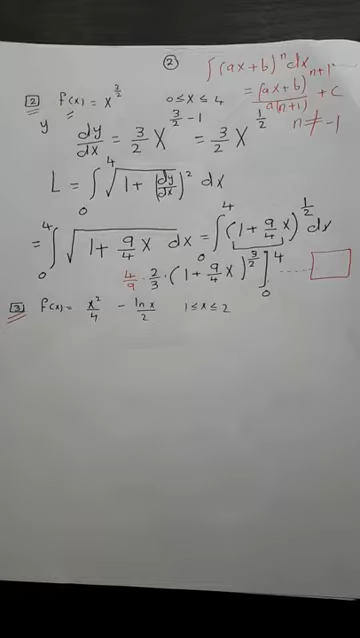 ②
∫(ax+b)ⁿdx
= (ax+b)ⁿ⁺¹ / a(n+1) + C
n ≠ -1
[2] f(x) = x^(3/2)   0 ≤ x ≤ 4
y
dy/dx = 3/2 X^(3/2 - 1) = 3/2 X^(1/2)
L = ∫₀⁴ √(1 + (dy/dx)²) dx
= ∫₀⁴ √(1 + 9/4 X) dx = ∫₀⁴ (1 + 9/4 x)^(1/2) dx
4/9 · 2/3 · (1 + 9/4 x)^(3/2) ]₀⁴ ......
[3] f(x) = x²/4 - ln x/2   1 ≤ x ≤ 2